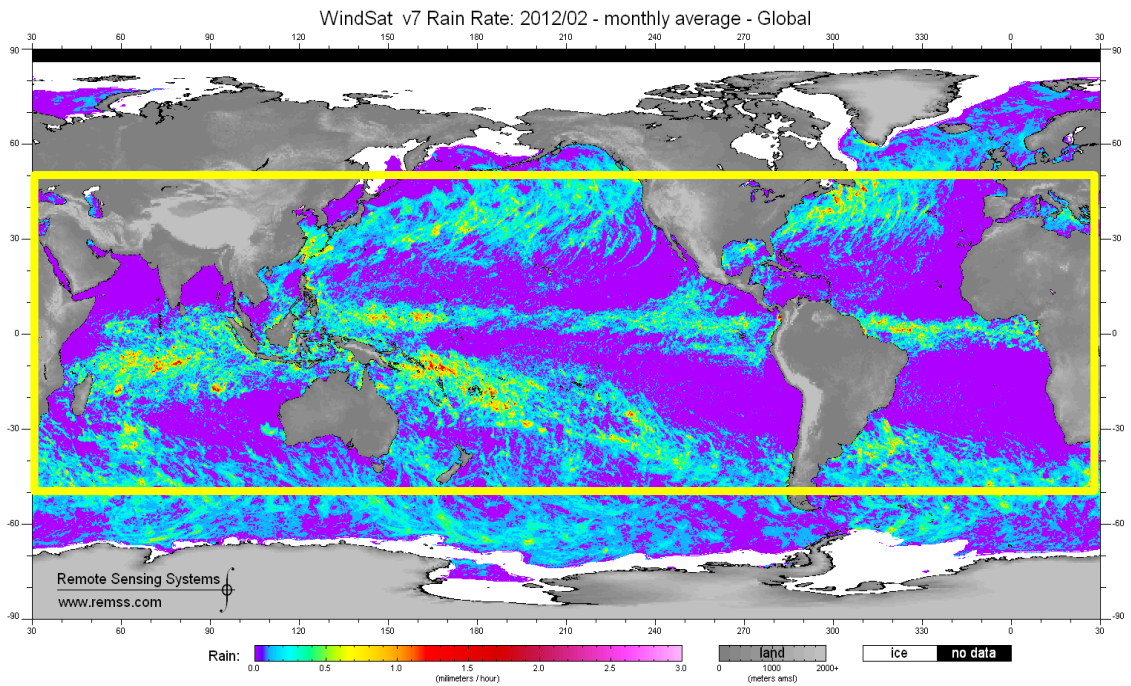 WindSat v7 Rain Rate: 2012/02 - monthly average - Global
30 60 90 120 150 180 210 240 270 300 330 0 30
90 90
60 60
30 30
0 0
-30 -30
-60 -60
Remote Sensing Systems
www.remss.com
-90 -90
30 60 90 120 150 180 210 240 270 300 330 0 30
Rain: land ice no data
0.0 0.5 1.0 1.5 2.0 2.5 3.0 0 1000 2000+
(milimeters / hour) (meters amsl)